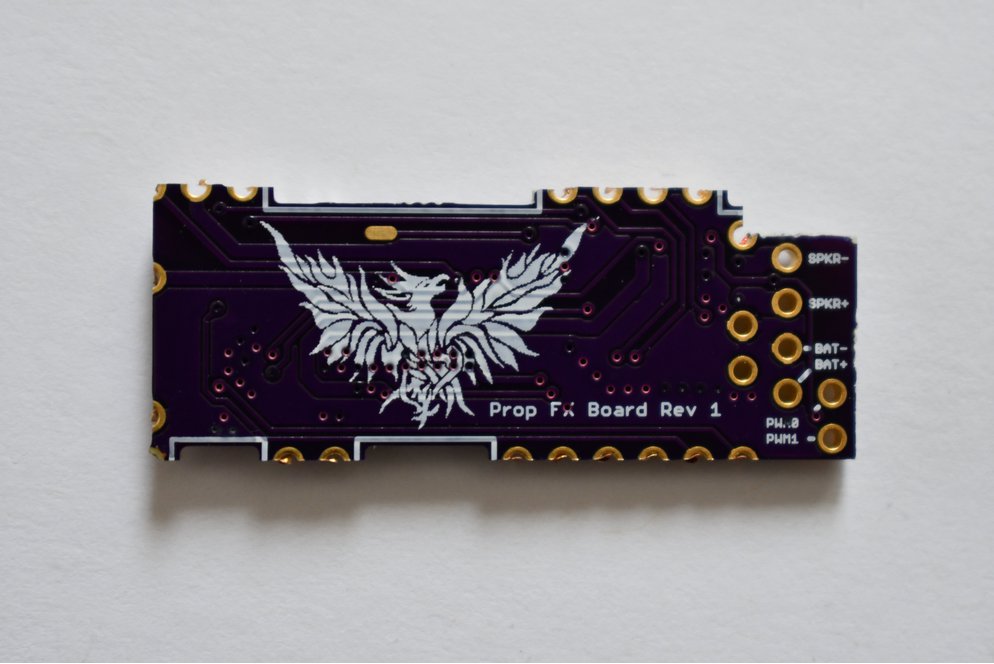 SPKR-
SPKR+
BAT-
BAT+
Prop Fx Board Rev 1
PWM1